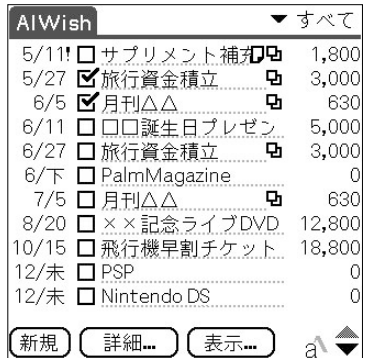 AIWish ▼ すべて
5/11! サプリメント補充 1,800
5/27 旅行資金積立 3,000
6/5 月刊△△ 630
6/11 □□誕生日プレゼン 5,000
6/27 旅行資金積立 3,000
6/下 PalmMagazine 0
7/5 月刊△△ 630
8/20 ××記念ライブDVD 12,800
10/15 飛行機早割チケット 18,800
12/未 PSP 0
12/未 Nintendo DS 0
新規 詳細... 表示... a